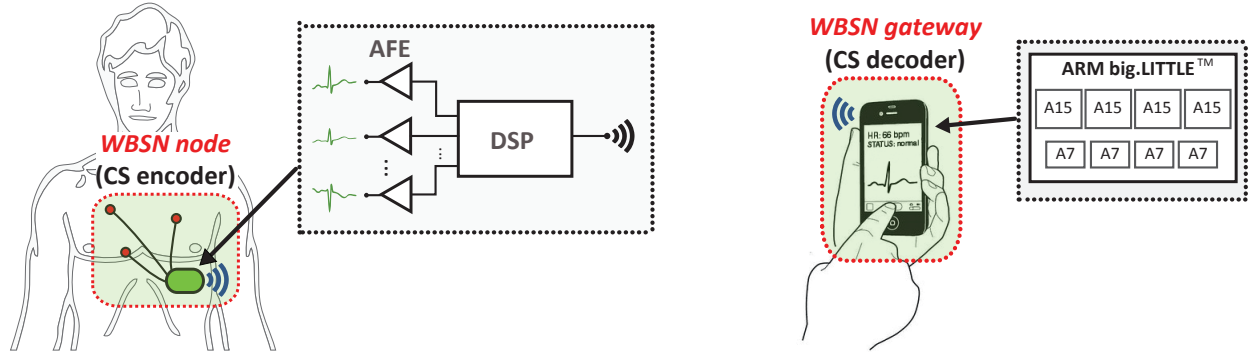 WBSN node
(CS encoder)
AFE
DSP
WBSN gateway
(CS decoder)
HR: 66 bpm
STATUS: normal
ARM big.LITTLE™
A15 A15 A15 A15
A7 A7 A7 A7